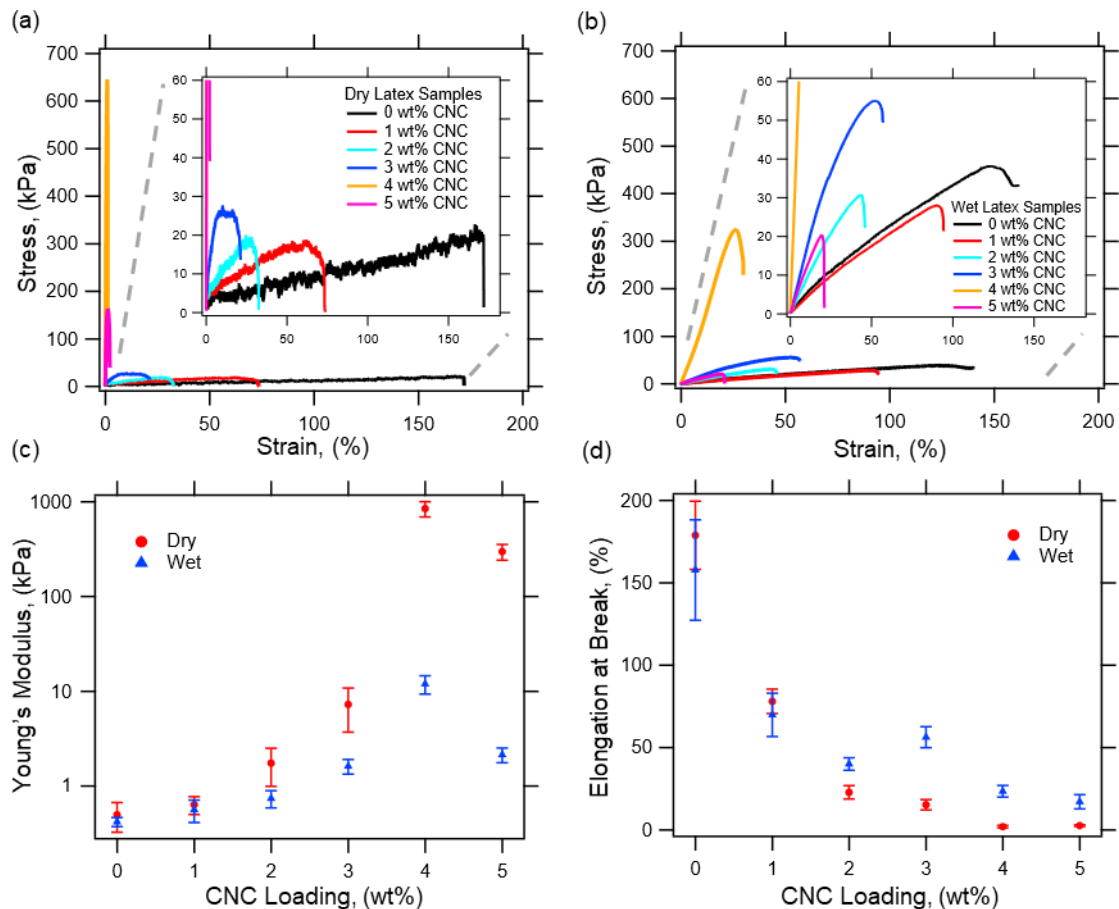 (a)
700
600
500
400
300
200
100
0
Stress, (kPa)
0
50
100
150
200
Strain, (%)
60
50
40
30
20
10
0
0
50
100
150
Dry Latex Samples
0 wt% CNC
1 wt% CNC
2 wt% CNC
3 wt% CNC
4 wt% CNC
5 wt% CNC
(b)
700
600
500
400
300
200
100
0
Stress, (kPa)
0
50
100
150
200
Strain, (%)
60
50
40
30
20
10
0
0
50
100
150
Wet Latex Samples
0 wt% CNC
1 wt% CNC
2 wt% CNC
3 wt% CNC
4 wt% CNC
5 wt% CNC
(c)
1000
100
10
1
Young's Modulus, (kPa)
Dry
Wet
0
1
2
3
4
5
CNC Loading, (wt%)
(d)
200
150
100
50
0
Elongation at Break, (%)
Dry
Wet
0
1
2
3
4
5
CNC Loading, (wt%)